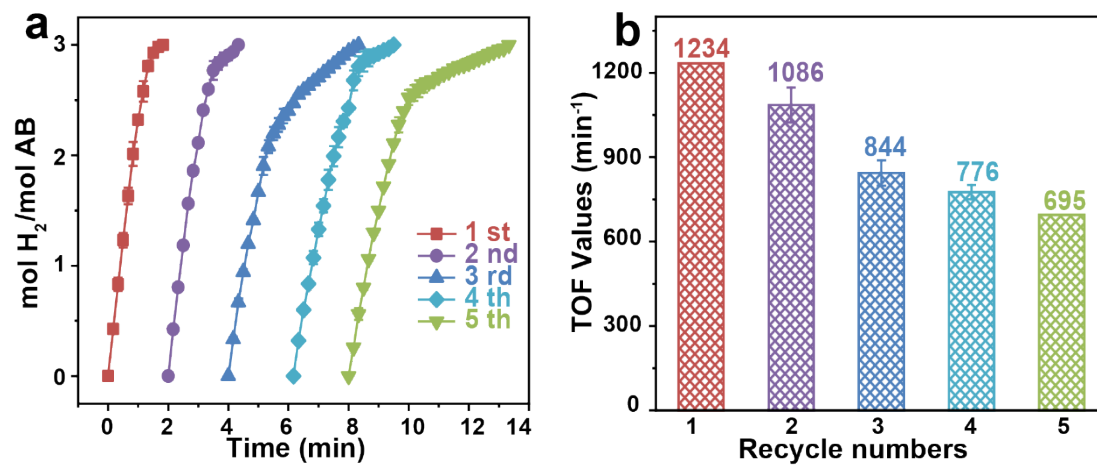 a
mol H₂/mol AB
3
2
1
0
1 st
2 nd
3 rd
4 th
5 th
0 2 4 6 8 10 12 14
Time (min)
b
TOF Values (min⁻¹)
1200
900
600
300
0
1234
1086
844
776
695
1 2 3 4 5
Recycle numbers